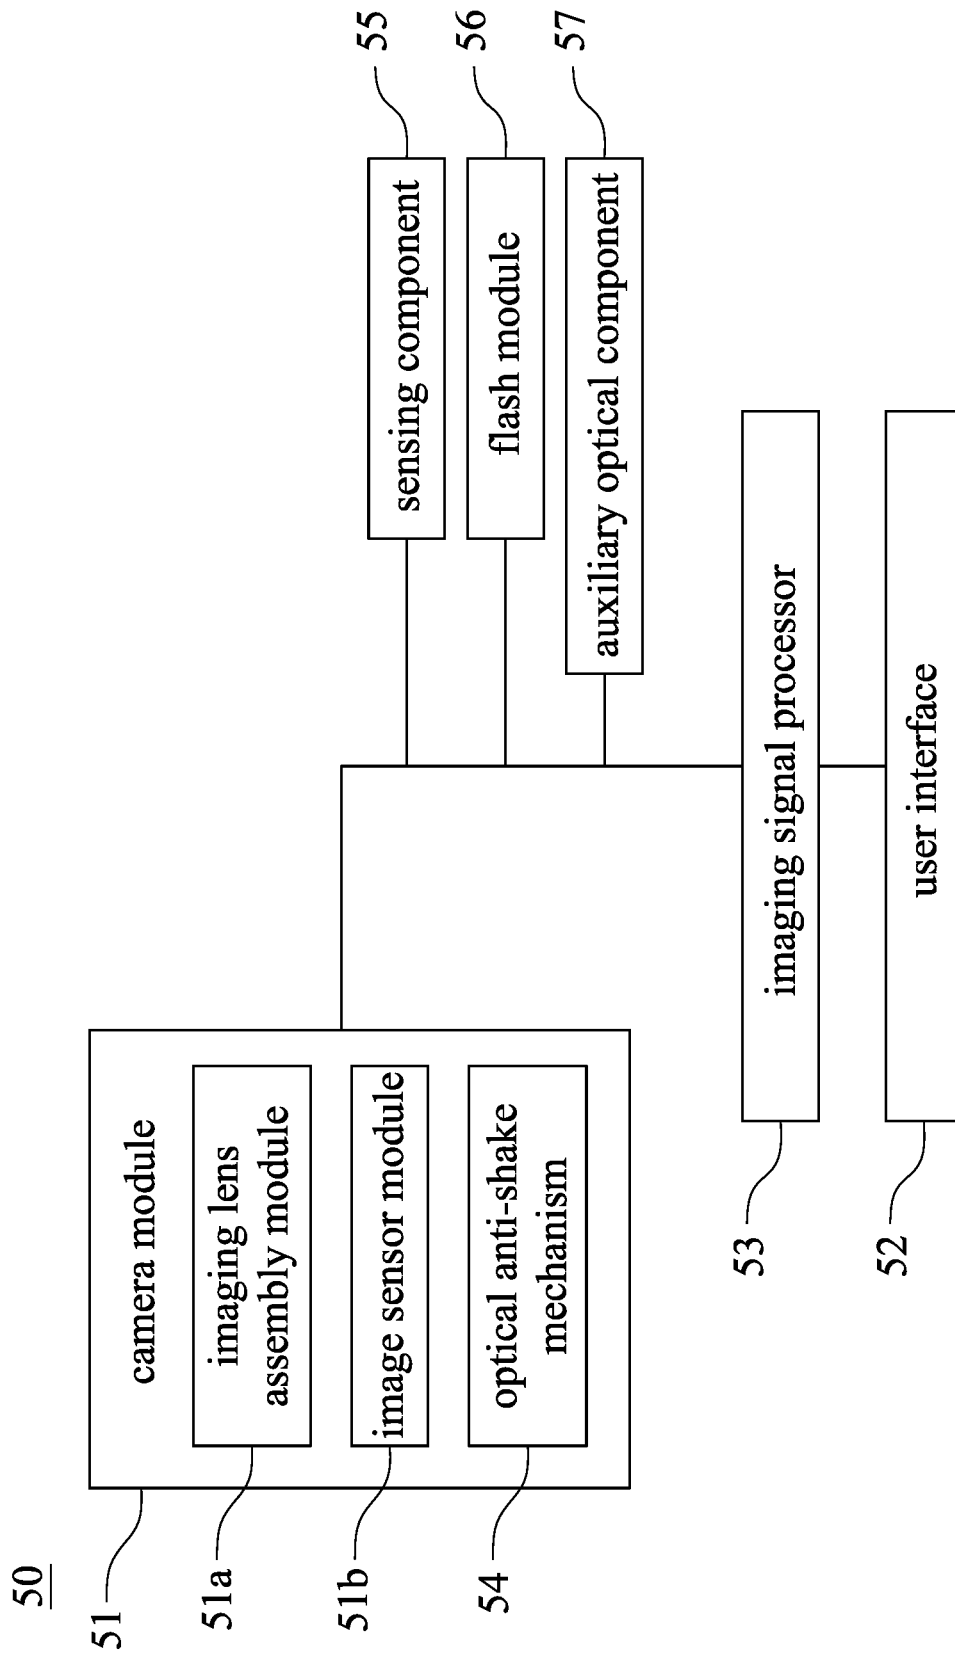 50
51
camera module
51a
imaging lens
assembly module
51b
image sensor module
54
optical anti-shake
mechanism
sensing component
55
flash module
56
auxiliary optical component
57
53
imaging signal processor
52
user interface